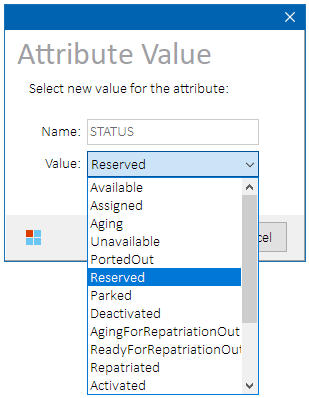 Attribute Value
Select new value for the attribute:
Name: STATUS
Value: Reserved
Available
Assigned
Aging
Unavailable
PortedOut
Reserved
Parked
Deactivated
AgingForRepatriationOut
ReadyForRepatriationOut
Repatriated
Activated